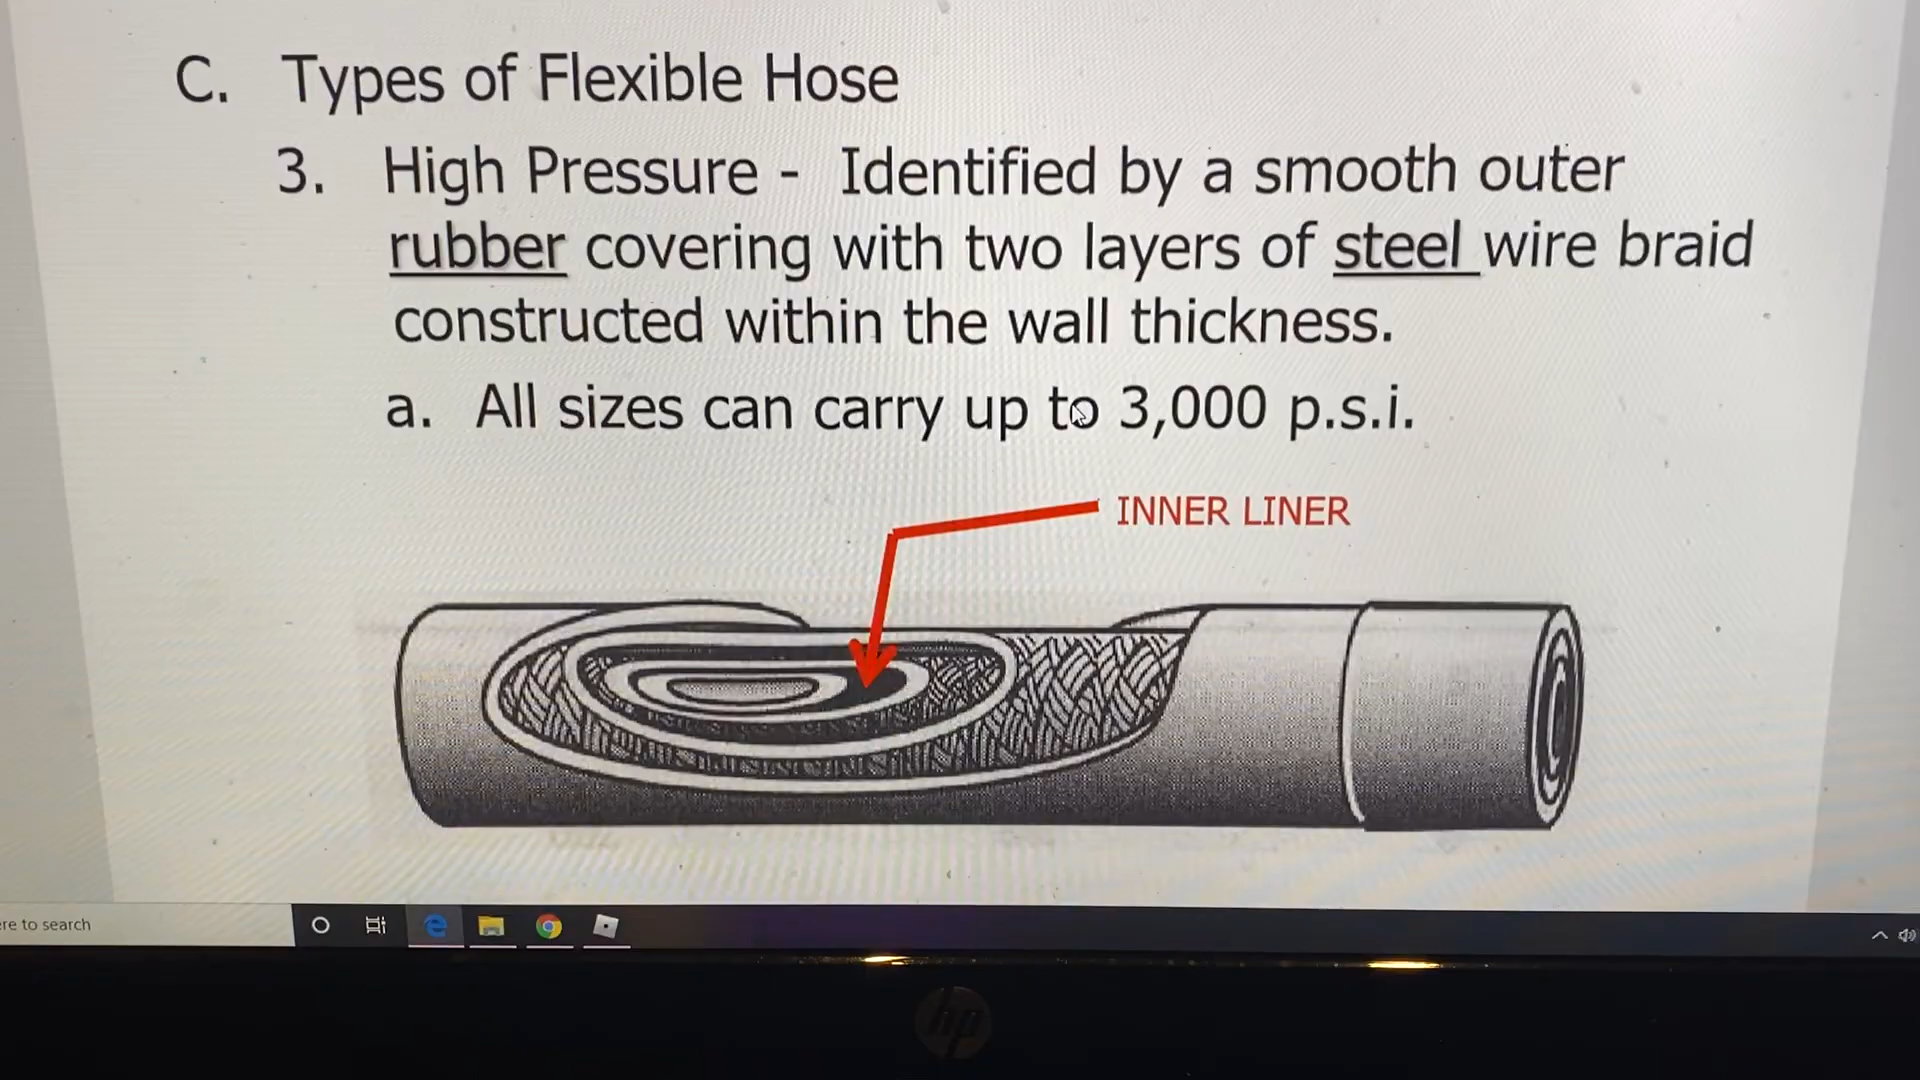 C. Types of Flexible Hose
3. High Pressure - Identified by a smooth outer
rubber covering with two layers of steel wire braid
constructed within the wall thickness.
a. All sizes can carry up to 3,000 p.s.i.
INNER LINER
re to search
hp